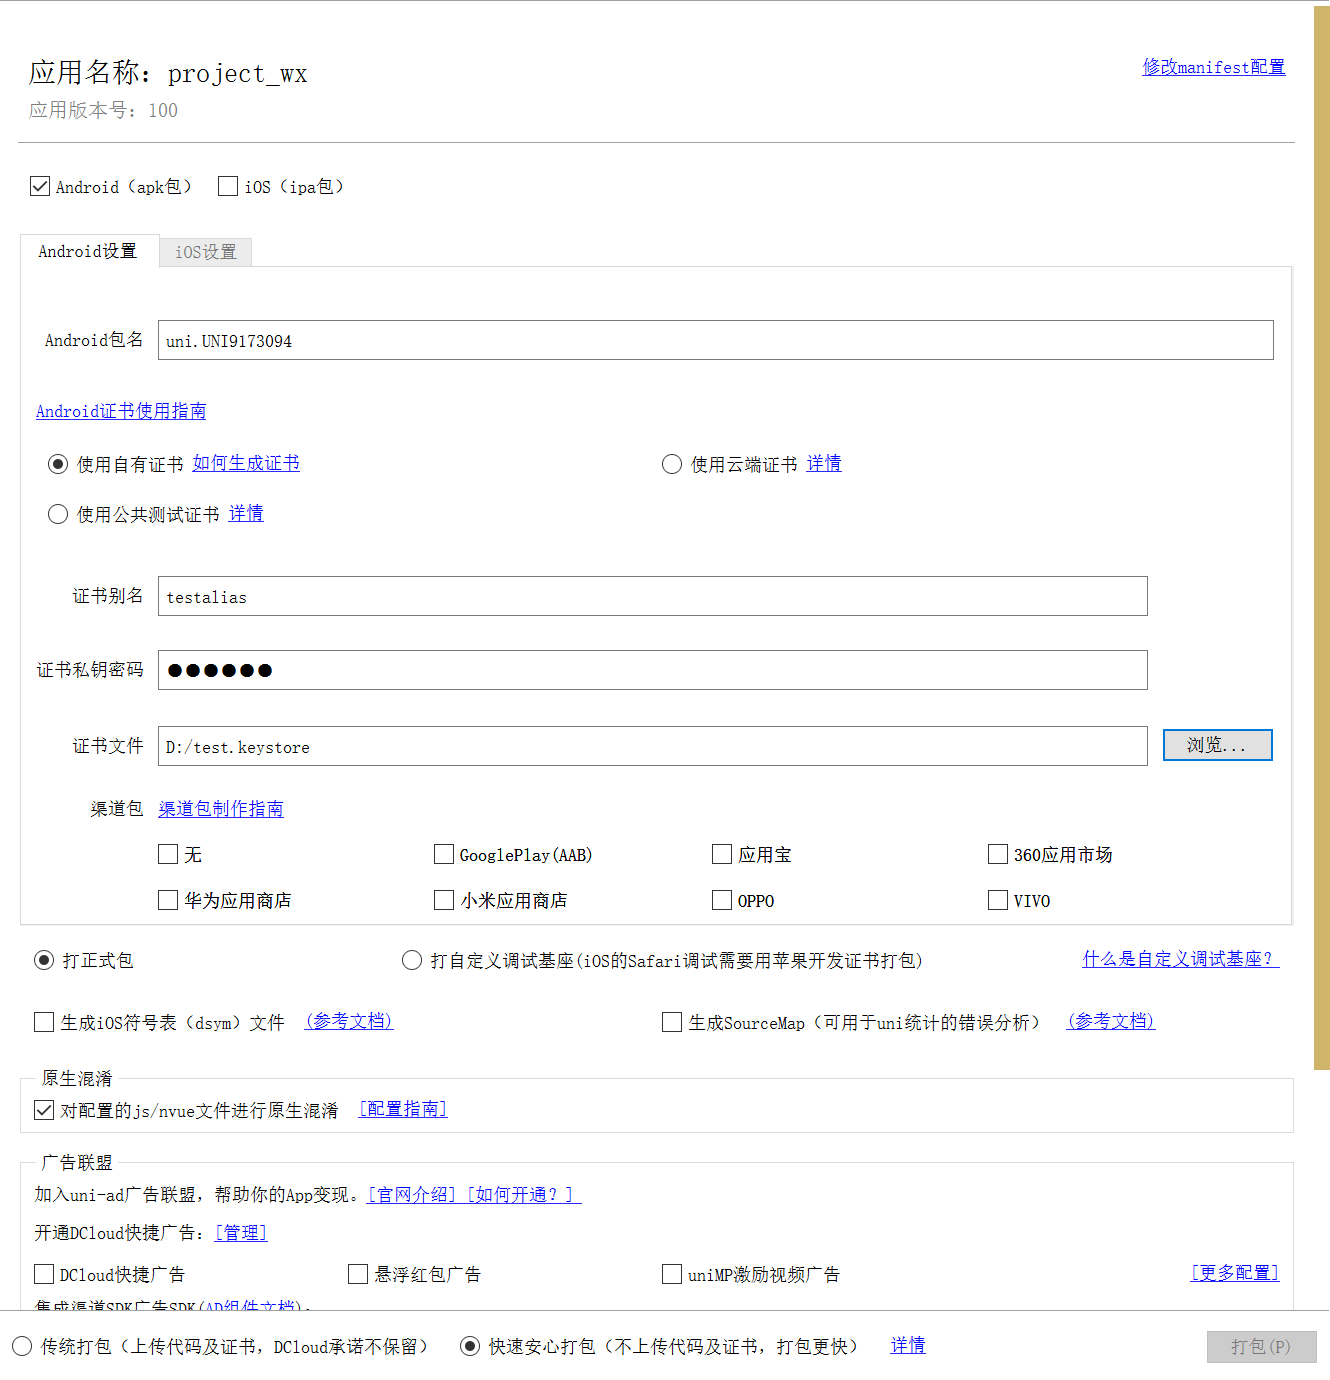 应用名称：project_wx
修改manifest配置
应用版本号：100
Android（apk包） iOS（ipa包）
Android设置 iOS设置
Android包名 uni.UNI9173094
Android证书使用指南
使用自有证书 如何生成证书 使用云端证书 详情
使用公共测试证书 详情
证书别名 testalias
证书私钥密码 ●●●●●●
证书文件 D:/test.keystore 浏览...
渠道包 渠道包制作指南
无 GooglePlay(AAB) 应用宝 360应用市场
华为应用商店 小米应用商店 OPPO VIVO
打正式包 打自定义调试基座(iOS的Safari调试需要用苹果开发证书打包) 什么是自定义调试基座？
生成iOS符号表（dsym）文件 (参考文档) 生成SourceMap（可用于uni统计的错误分析） (参考文档)
原生混淆
对配置的js/nvue文件进行原生混淆 [配置指南]
广告联盟
加入uni-ad广告联盟，帮助你的App变现。[官网介绍] [如何开通？]
开通DCloud快捷广告：[管理]
DCloud快捷广告 悬浮红包广告 uniMP激励视频广告 [更多配置]
集成渠道SDK广告SDK(AD组件文档)。
传统打包（上传代码及证书，DCloud承诺不保留） 快速安心打包（不上传代码及证书，打包更快） 详情 打包(P)